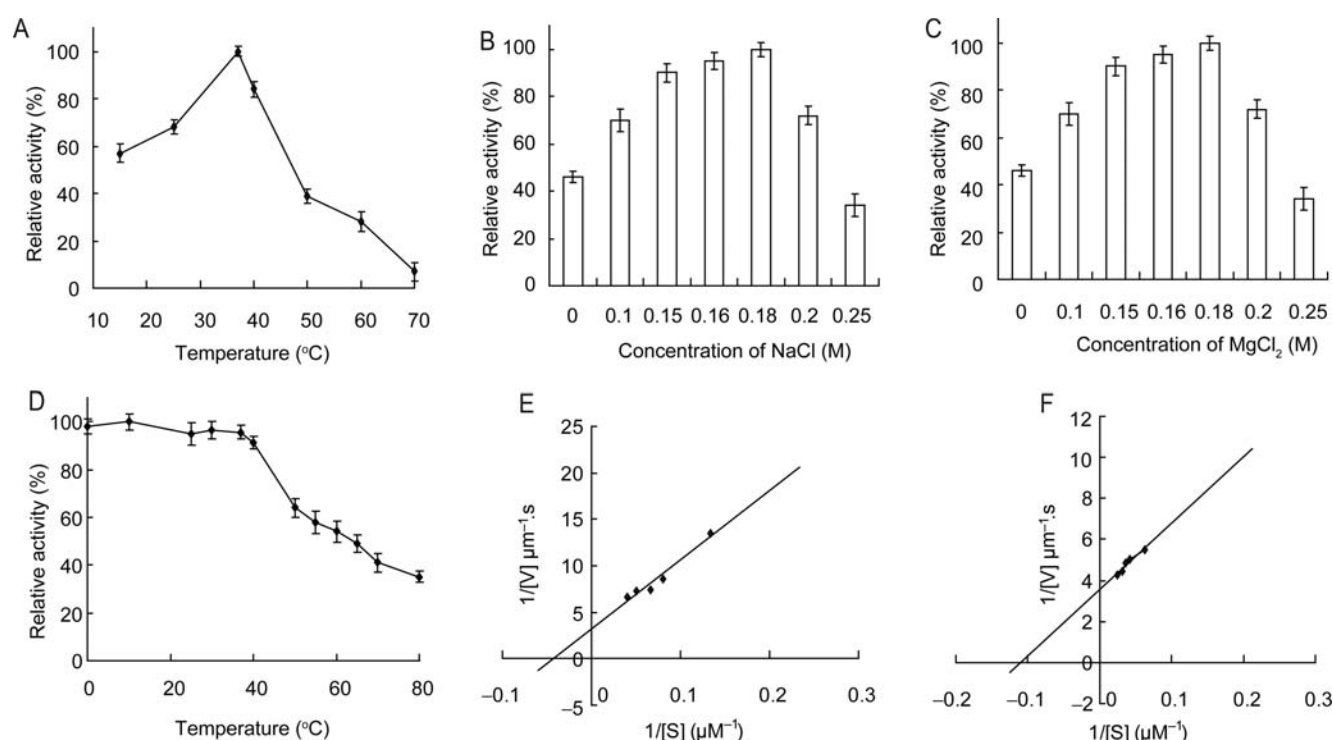 A
Relative activity (%)
100
80
60
40
20
0
10 20 30 40 50 60 70
Temperature (°C)
B
Relative activity (%)
100
80
60
40
20
0
0 0.1 0.15 0.16 0.18 0.2 0.25
Concentration of NaCl (M)
C
Relative activity (%)
100
80
60
40
20
0
0 0.1 0.15 0.16 0.18 0.2 0.25
Concentration of MgCl₂ (M)
D
Relative activity (%)
100
80
60
40
20
0
0 20 40 60 80
Temperature (°C)
E
1/[V] µm⁻¹.s
25
20
15
10
5
0
–5
–0.1 0.0 0.1 0.2 0.3
1/[S] (µM⁻¹)
F
1/[V] µm⁻¹.s
12
10
8
6
4
2
0
–2
–0.2 –0.1 0.0 0.1 0.2 0.3
1/[S] (µM⁻¹)